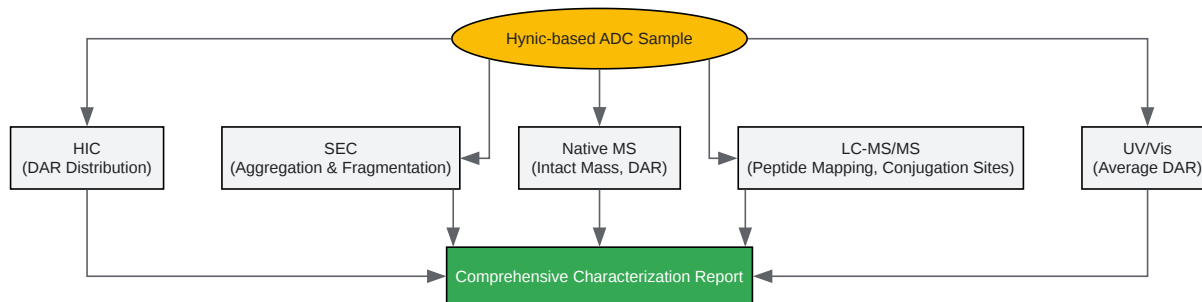 Hynic-based ADC Sample
HIC
(DAR Distribution)
SEC
(Aggregation & Fragmentation)
Native MS
(Intact Mass, DAR)
LC-MS/MS
(Peptide Mapping, Conjugation Sites)
UV/Vis
(Average DAR)
Comprehensive Characterization Report